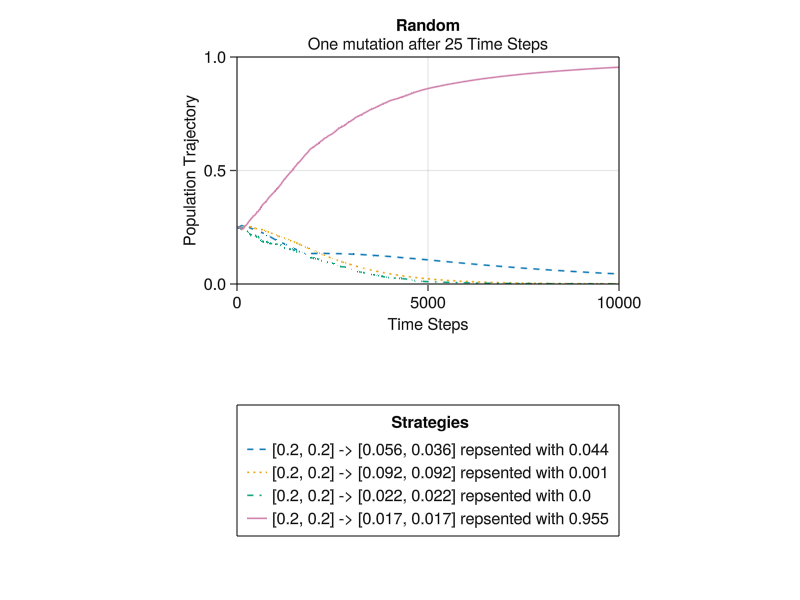 Random
One mutation after 25 Time Steps
1.0
0.5
0.0
Population Trajectory
0 5000 10000
Time Steps
Strategies
[0.2, 0.2] -> [0.056, 0.036] repsented with 0.044
[0.2, 0.2] -> [0.092, 0.092] repsented with 0.001
[0.2, 0.2] -> [0.022, 0.022] repsented with 0.0
[0.2, 0.2] -> [0.017, 0.017] repsented with 0.955